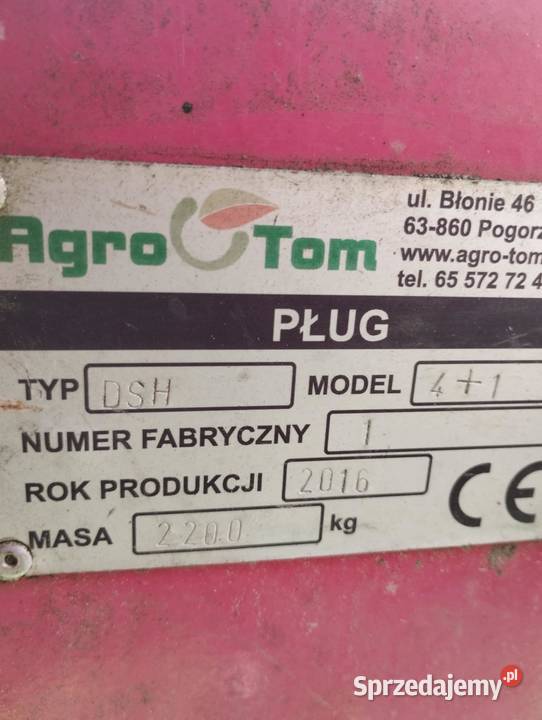 Agro Tom
ul. Błonie 46
63-860 Pogorz
www.agro-tom
tel. 65 572 72 4
PŁUG
TYP DSH MODEL 4+1
NUMER FABRYCZNY 1
ROK PRODUKCJI 2016
MASA 2200 kg
CE
Sprzedajemy.pl